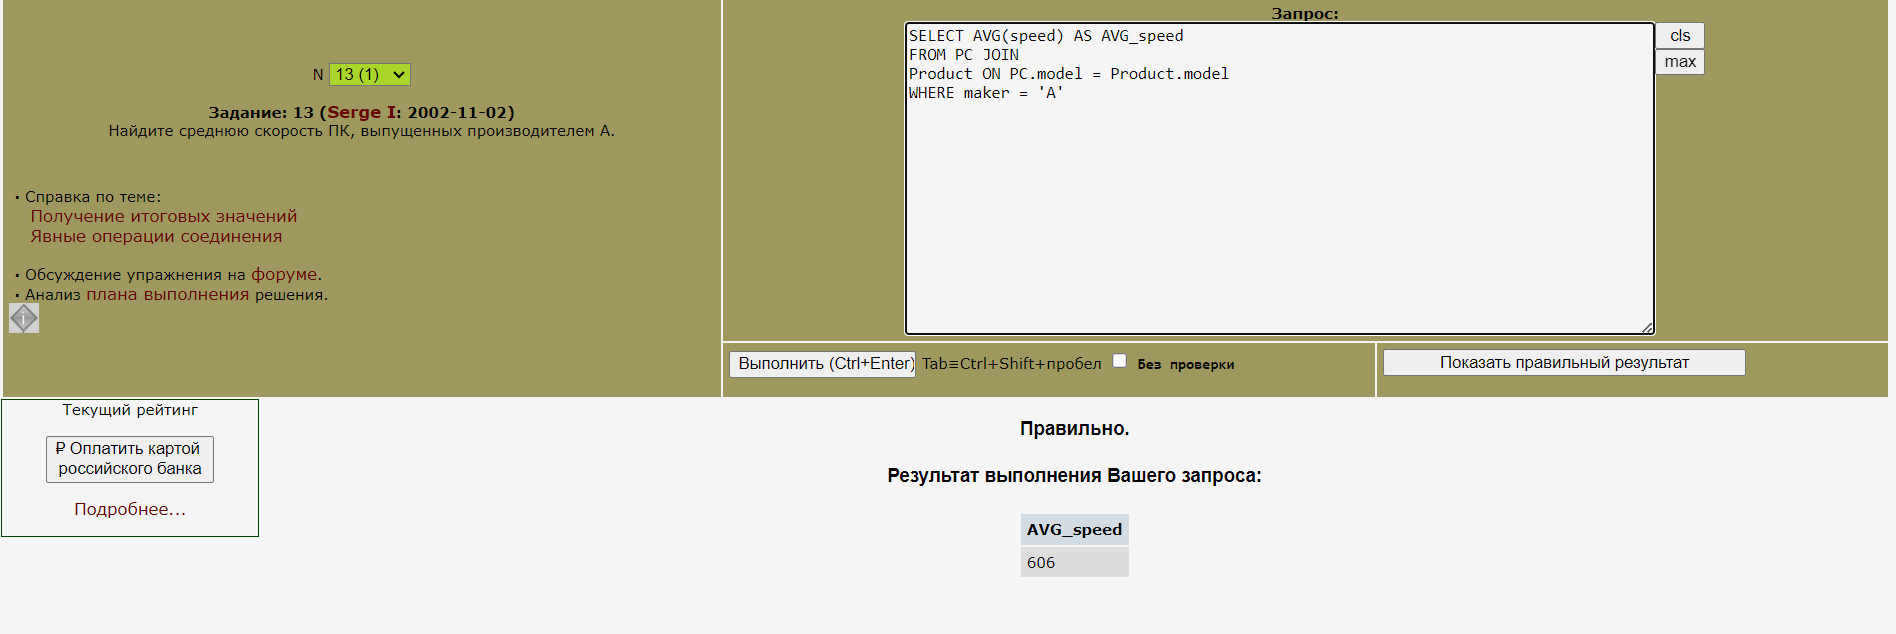 N 13 (1)
Задание: 13 (Serge I: 2002-11-02)
Найдите среднюю скорость ПК, выпущенных производителем A.
• Справка по теме:
Получение итоговых значений
Явные операции соединения
• Обсуждение упражнения на форуме.
• Анализ плана выполнения решения.
i
Запрос:
SELECT AVG(speed) AS AVG_speed
FROM PC JOIN
Product ON PC.model = Product.model
WHERE maker = 'A'
cls
max
Выполнить (Ctrl+Enter) Tab≡Ctrl+Shift+пробел Без проверки
Показать правильный результат
Текущий рейтинг
₽ Оплатить картой
российского банка
Подробнее...
Правильно.
Результат выполнения Вашего запроса:
AVG_speed
606